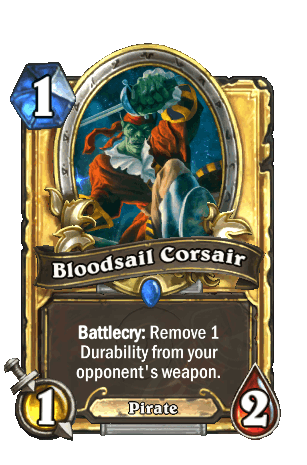 1
Bloodsail Corsair
Battlecry: Remove 1
Durability from your
opponent's weapon.
1
Pirate
2